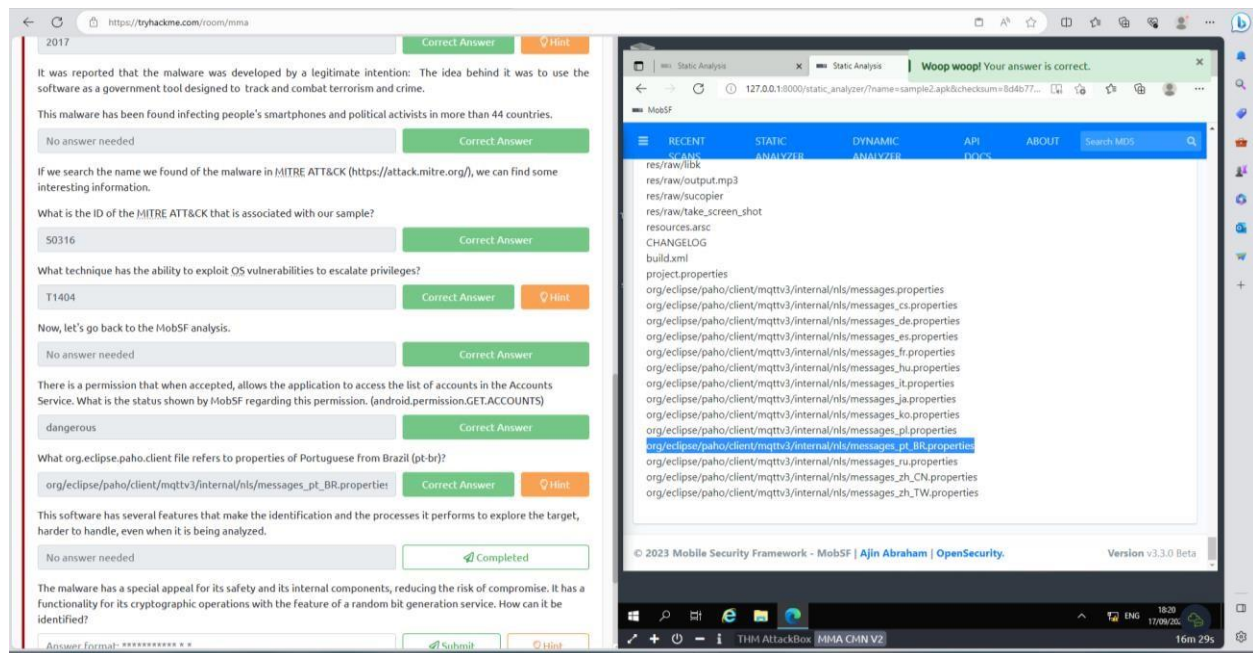 https://tryhackme.com/room/mma
2017
Correct Answer
Hint
It was reported that the malware was developed by a legitimate intention: The idea behind it was to use the
software as a government tool designed to track and combat terrorism and crime.
This malware has been found infecting people's smartphones and political activists in more than 44 countries.
No answer needed
Correct Answer
If we search the name we found of the malware in MITRE ATT&CK (https://attack.mitre.org/), we can find some
interesting information.
What is the ID of the MITRE ATT&CK that is associated with our sample?
S0316
Correct Answer
What technique has the ability to exploit OS vulnerabilities to escalate privileges?
T1404
Correct Answer
Hint
Now, let's go back to the MobSF analysis.
No answer needed
Correct Answer
There is a permission that when accepted, allows the application to access the list of accounts in the Accounts
Service. What is the status shown by MobSF regarding this permission. (android.permission.GET.ACCOUNTS)
dangerous
Correct Answer
What org.eclipse.paho.client file refers to properties of Portuguese from Brazil (pt-br)?
org/eclipse/paho/client/mqttv3/internal/nls/messages_pt_BR.properties
Correct Answer
Hint
This software has several features that make the identification and the processes it performs to explore the target,
harder to handle, even when it is being analyzed.
No answer needed
Completed
The malware has a special appeal for its safety and its internal components, reducing the risk of compromise. It has a
functionality for its cryptographic operations with the feature of a random bit generation service. How can it be
identified?
Answer format: *********** * *
Submit
Hint
Static Analysis
Static Analysis
Woop woop! Your answer is correct.
127.0.0.1:8000/static_analyzer/?name=sample2.apk&checksum=8d4b77...
MobSF
RECENT SCANS
STATIC ANALYZER
DYNAMIC ANALYZER
API DOCS
ABOUT
Search MD5
res/raw/libk
res/raw/output.mp3
res/raw/sucopier
res/raw/take_screen_shot
resources.arsc
CHANGELOG
build.xml
project.properties
org/eclipse/paho/client/mqttv3/internal/nls/messages.properties
org/eclipse/paho/client/mqttv3/internal/nls/messages_cs.properties
org/eclipse/paho/client/mqttv3/internal/nls/messages_de.properties
org/eclipse/paho/client/mqttv3/internal/nls/messages_es.properties
org/eclipse/paho/client/mqttv3/internal/nls/messages_fr.properties
org/eclipse/paho/client/mqttv3/internal/nls/messages_hu.properties
org/eclipse/paho/client/mqttv3/internal/nls/messages_it.properties
org/eclipse/paho/client/mqttv3/internal/nls/messages_ja.properties
org/eclipse/paho/client/mqttv3/internal/nls/messages_ko.properties
org/eclipse/paho/client/mqttv3/internal/nls/messages_pl.properties
org/eclipse/paho/client/mqttv3/internal/nls/messages_pt_BR.properties
org/eclipse/paho/client/mqttv3/internal/nls/messages_ru.properties
org/eclipse/paho/client/mqttv3/internal/nls/messages_zh_CN.properties
org/eclipse/paho/client/mqttv3/internal/nls/messages_zh_TW.properties
© 2023 Mobile Security Framework - MobSF | Ajin Abraham | OpenSecurity.
Version v3.3.0 Beta
ENG
18:20
17/09/202
THM AttackBox
MMA CMN V2
16m 29s